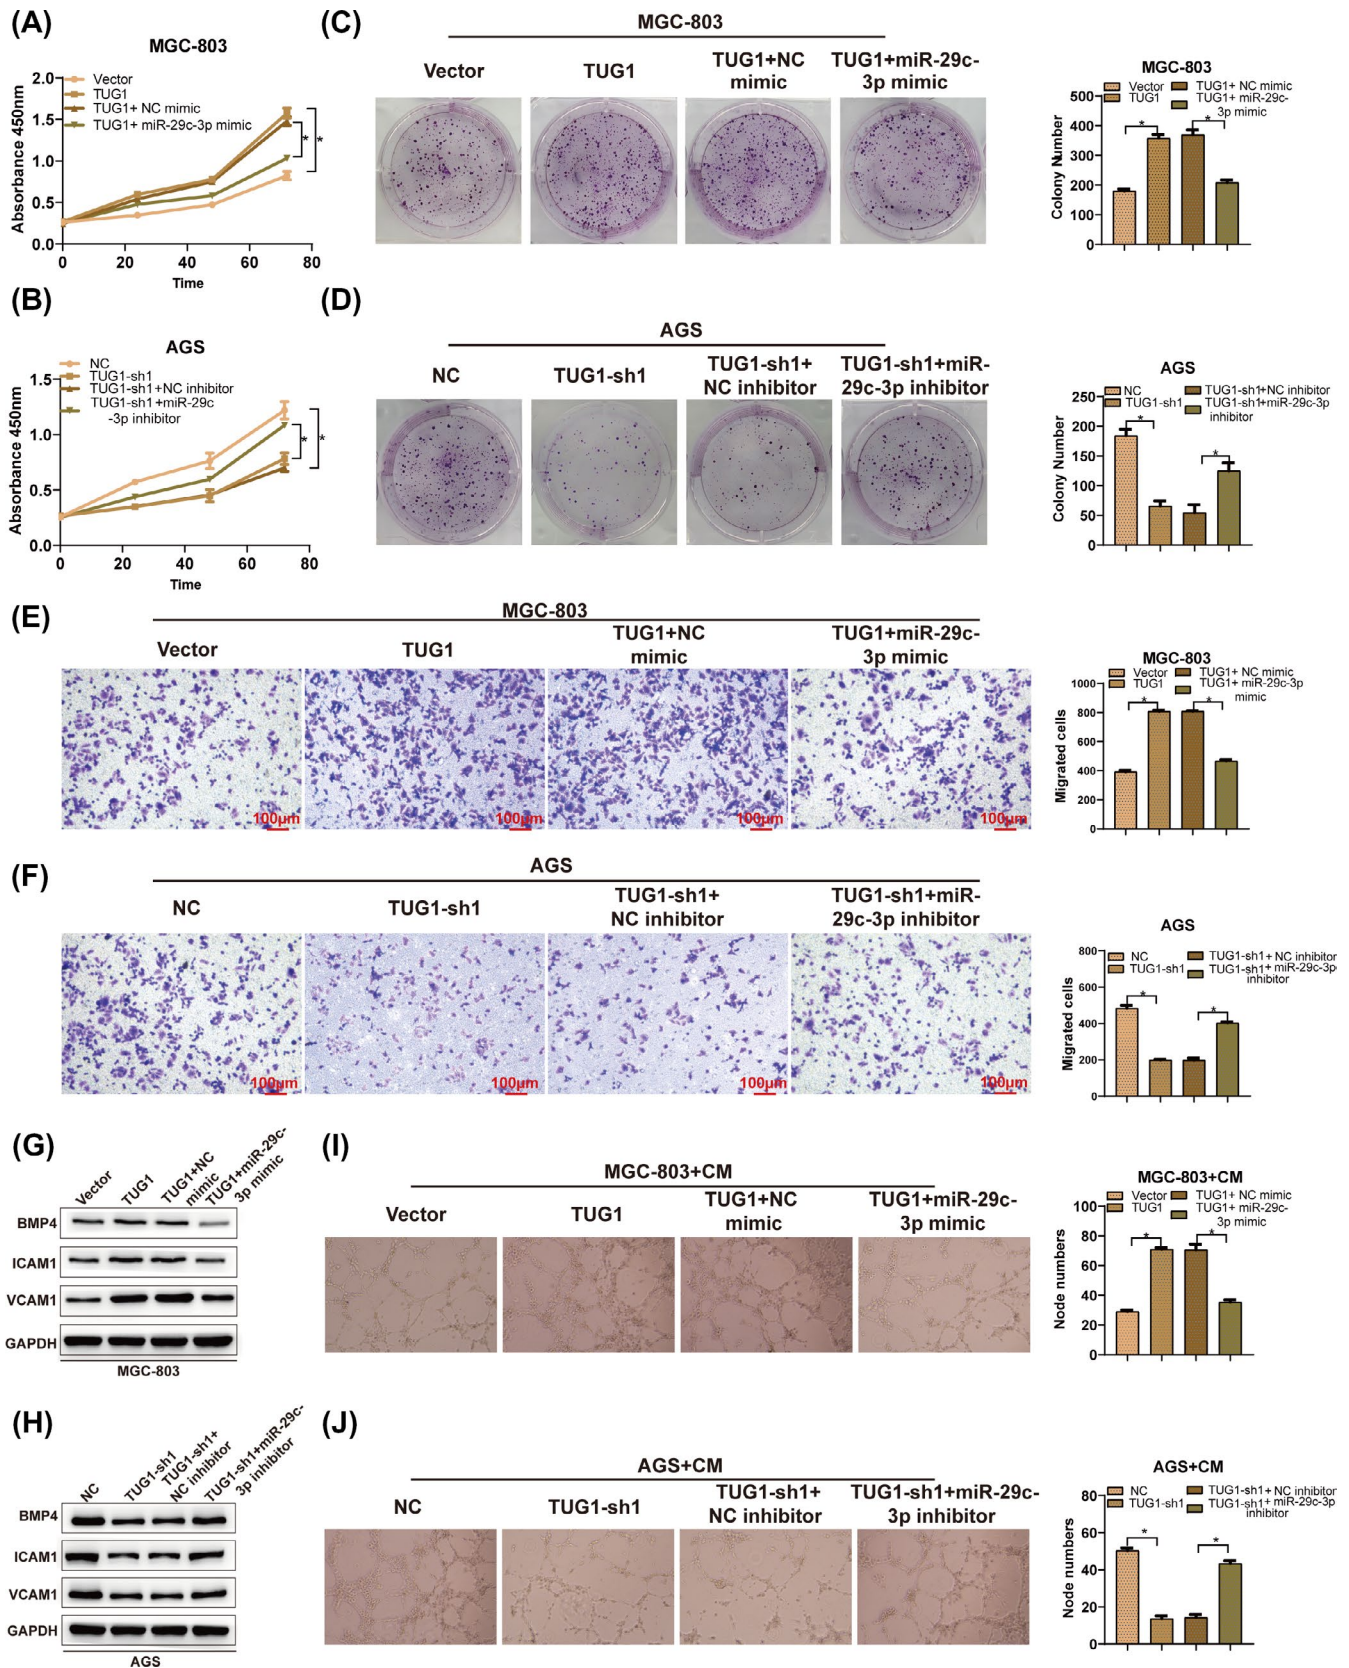 (A)
MGC-803
Vector
TUG1
TUG1+ NC mimic
TUG1+ miR-29c-3p mimic
2.0
1.5
1.0
0.5
0.0
*
*
Absorbance 450nm
0 20 40 60 80
Time
(B)
AGS
NC
TUG1-sh1
TUG1-sh1+NC inhibitor
TUG1-sh1+miR-29c
-3p inhibitor
1.5
1.0
0.5
0.0
*
*
Absorbance 450nm
0 20 40 60 80
Time
(C)
MGC-803
Vector
TUG1
TUG1+NC
mimic
TUG1+miR-29c-
3p mimic
MGC-803
Vector
TUG1
TUG1+ NC mimic
TUG1+ miR-29c-
3p mimic
500
400
300
200
100
0
*
*
Colony Number
(D)
AGS
NC
TUG1-sh1
TUG1-sh1+
NC inhibitor
TUG1-sh1+miR-
29c-3p inhibitor
AGS
NC
TUG1-sh1
TUG1-sh1+NC inhibitor
TUG1-sh1+miR-29c-3p
inhibitor
250
200
150
100
50
0
*
*
Colony Number
(E)
MGC-803
Vector
TUG1
TUG1+NC
mimic
TUG1+miR-29c-
3p mimic
100μm
100μm
100μm
100μm
MGC-803
Vector
TUG1
TUG1+ NC mimic
TUG1+ miR-29c-3p
mimic
1000
800
600
400
200
0
*
*
Migrated cells
(F)
AGS
NC
TUG1-sh1
TUG1-sh1+
NC inhibitor
TUG1-sh1+miR-
29c-3p inhibitor
100μm
100μm
100μm
100μm
AGS
NC
TUG1-sh1
TUG1-sh1+ NC inhibitor
TUG1-sh1+ miR-29c-3p
inhibitor
800
600
400
200
0
*
*
Migrated cells
(G)
Vector
TUG1
TUG1+NC
mimic
TUG1+miR-29c-
3p mimic
BMP4
ICAM1
VCAM1
GAPDH
MGC-803
(H)
NC
TUG1-sh1
TUG1-sh1+
NC inhibitor
TUG1-sh1+miR-29c-
3p inhibitor
BMP4
ICAM1
VCAM1
GAPDH
AGS
(I)
MGC-803+CM
Vector
TUG1
TUG1+NC
mimic
TUG1+miR-29c-
3p mimic
MGC-803+CM
Vector
TUG1
TUG1+ NC mimic
TUG1+ miR-29c-
3p mimic
100
80
60
40
20
0
*
*
Node numbers
(J)
AGS+CM
NC
TUG1-sh1
TUG1-sh1+
NC inhibitor
TUG1-sh1+miR-29c-
3p inhibitor
AGS+CM
NC
TUG1-sh1
TUG1-sh1+ NC inhibitor
TUG1-sh1+ miR-29c-3p
inhibitor
80
60
40
20
0
*
*
Node numbers